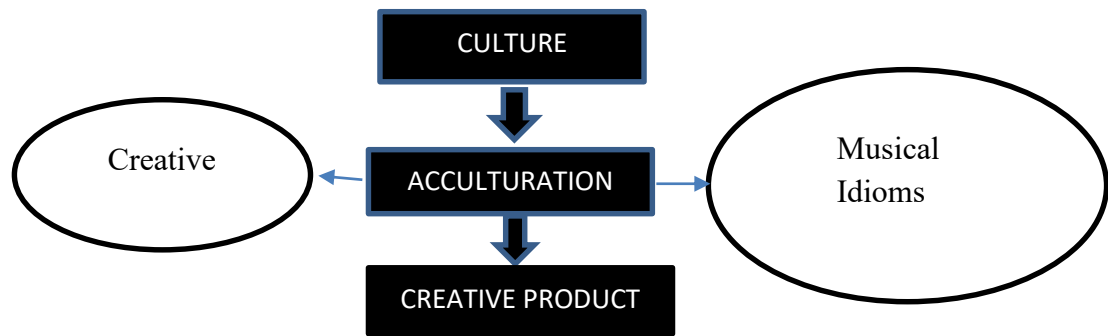 CULTURE
Creative
ACCULTURATION
Musical
Idioms
CREATIVE PRODUCT